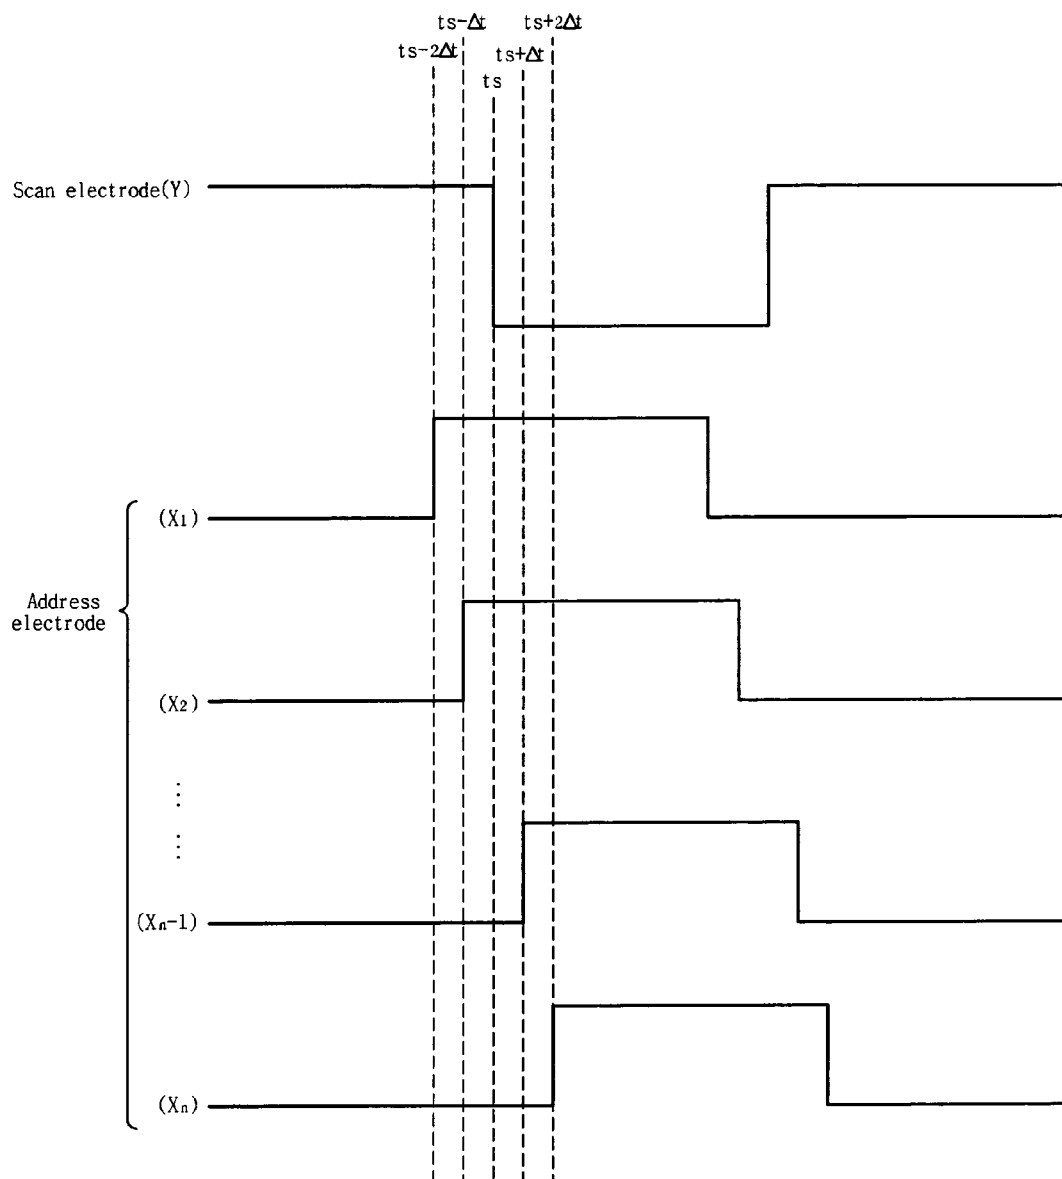 ts-Δt
ts+2Δt
ts-2Δt
ts+Δt
ts
Scan electrode(Y)
(X1)
Address
electrode
(X2)
(Xn-1)
(Xn)